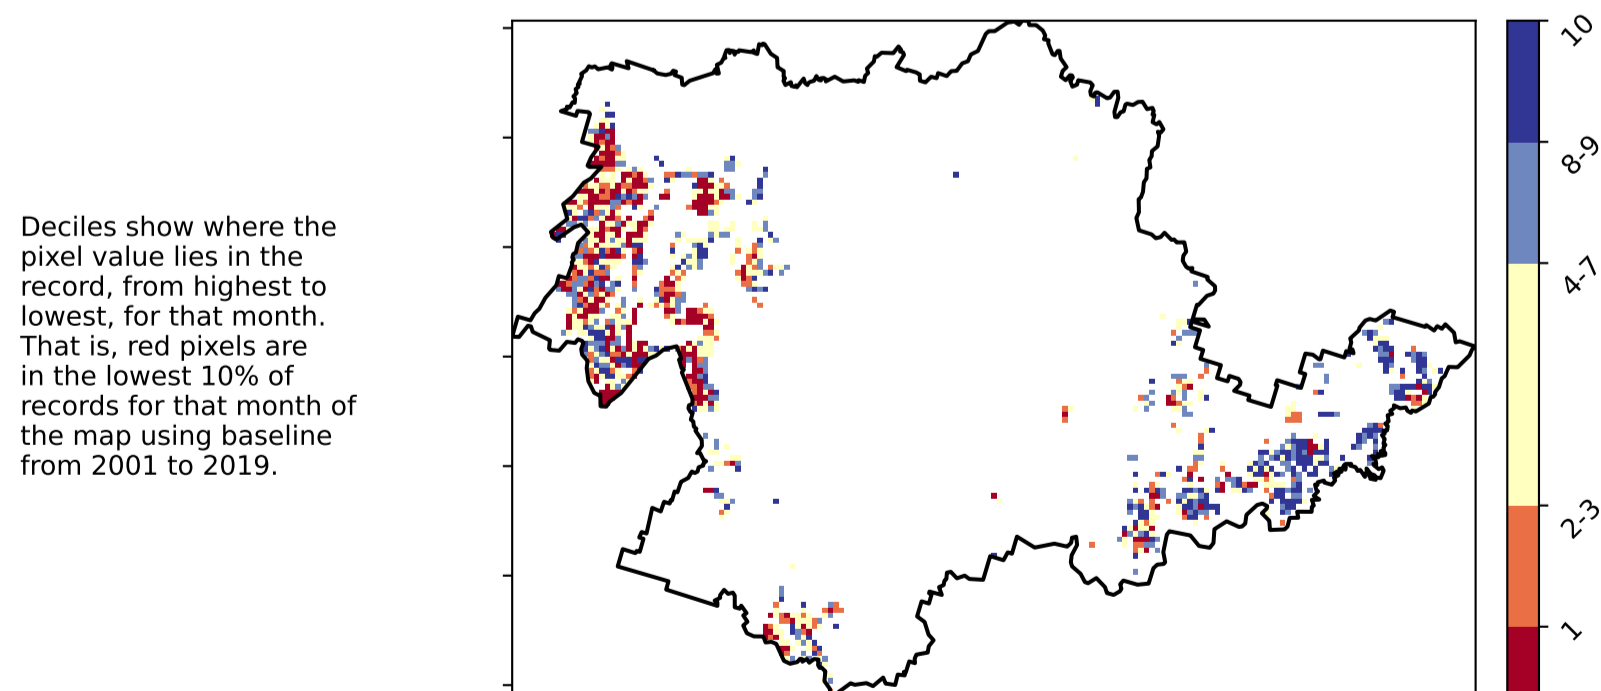 Deciles show where the
pixel value lies in the
record, from highest to
lowest, for that month.
That is, red pixels are
in the lowest 10% of
records for that month of
the map using baseline
from 2001 to 2019.
10
8-9
4-7
2-3
1